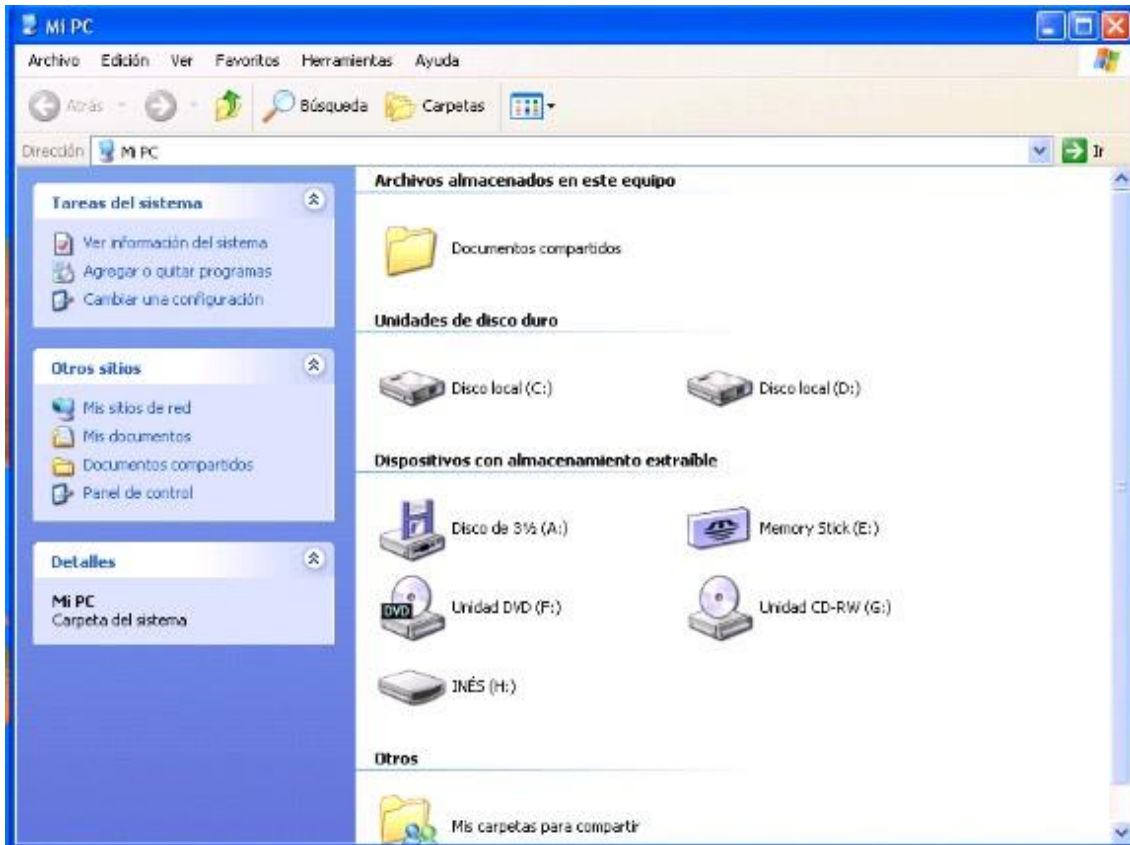 Mi PC
Archivo Edición Ver Favoritos Herramientas Ayuda
Atrás Búsqueda Carpetas
Dirección Mi PC Ir
Tareas del sistema
Ver información del sistema
Agregar o quitar programas
Cambiar una configuración
Otros sitios
Mis sitios de red
Mis documentos
Documentos compartidos
Panel de control
Detalles
Mi PC
Carpeta del sistema
Archivos almacenados en este equipo
Documentos compartidos
Unidades de disco duro
Disco local (C:) Disco local (D:)
Dispositivos con almacenamiento extraíble
Disco de 3½ (A:) Memory Stick (E:)
DVD Unidad DVD (F:) Unidad CD-RW (G:)
INÉS (H:)
Otros
Mis carpetas para compartir